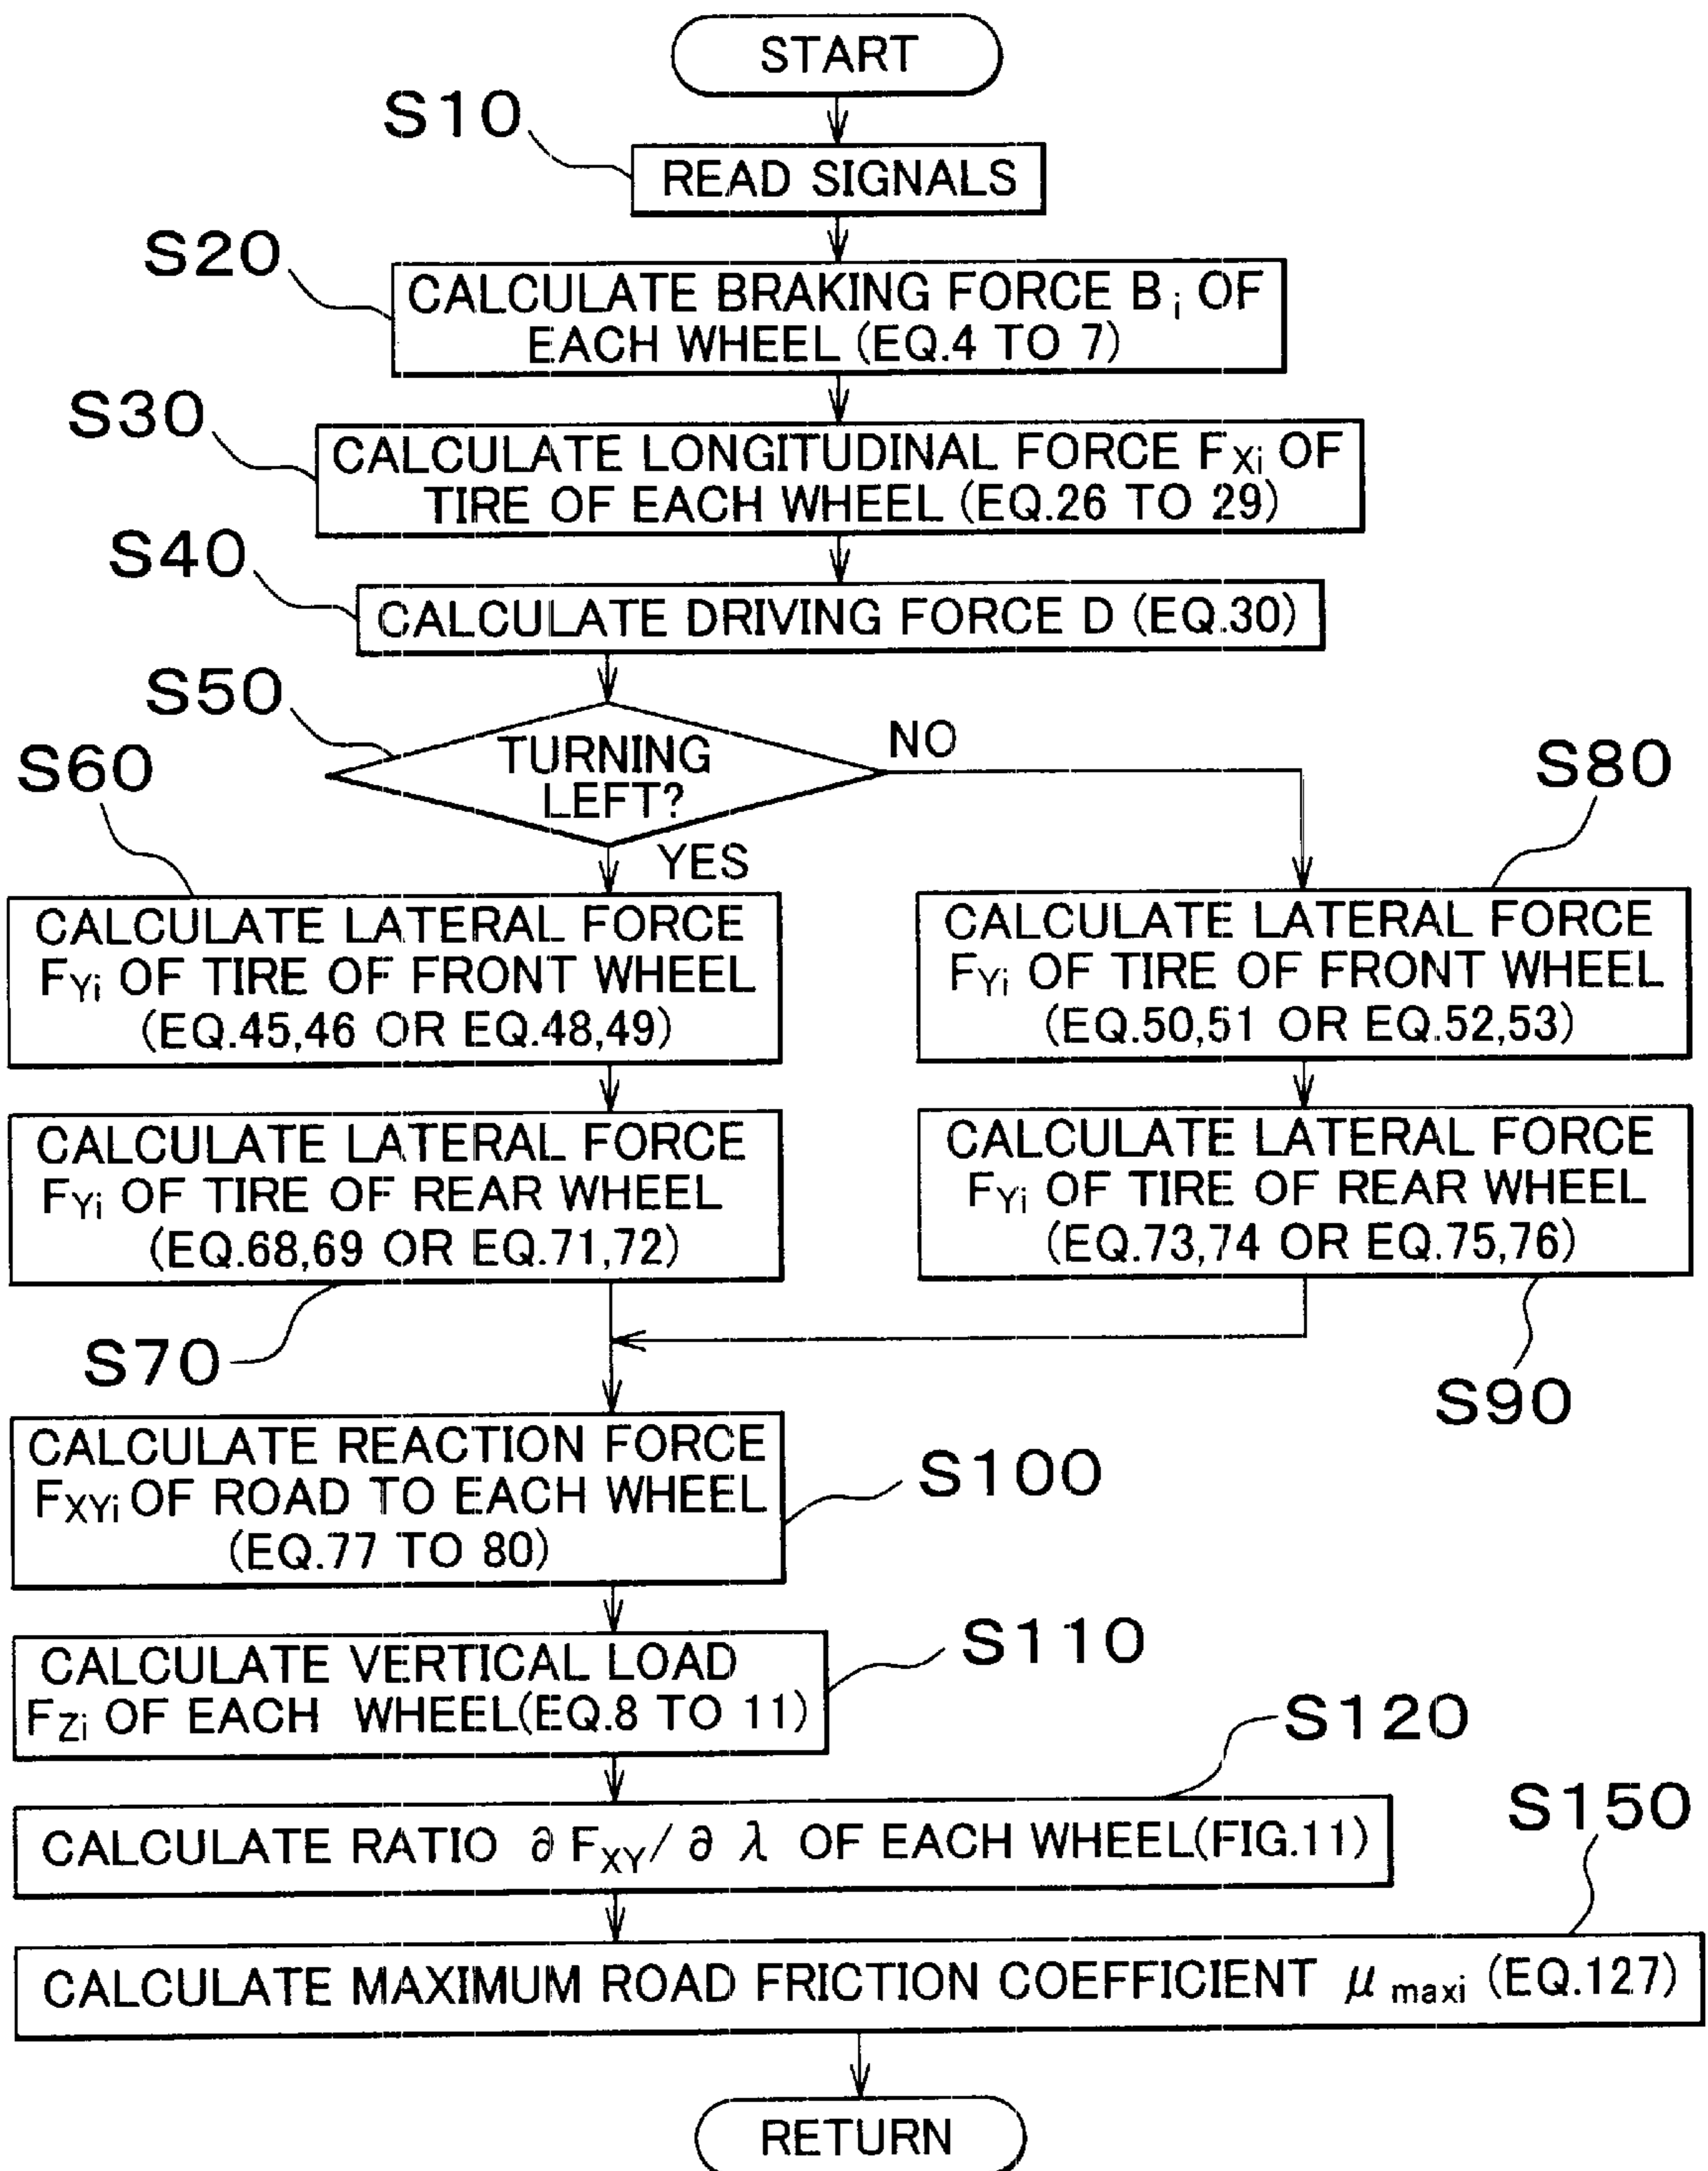 START
S10
READ SIGNALS
S20
CALCULATE BRAKING FORCE Bi OF
EACH WHEEL (EQ.4 TO 7)
S30
CALCULATE LONGITUDINAL FORCE FXi OF
TIRE OF EACH WHEEL (EQ.26 TO 29)
S40
CALCULATE DRIVING FORCE D (EQ.30)
S50
TURNING
LEFT?
NO
YES
S60
CALCULATE LATERAL FORCE
FYi OF TIRE OF FRONT WHEEL
(EQ.45,46 OR EQ.48,49)
S80
CALCULATE LATERAL FORCE
FYi OF TIRE OF FRONT WHEEL
(EQ.50,51 OR EQ.52,53)
CALCULATE LATERAL FORCE
FYi OF TIRE OF REAR WHEEL
(EQ.68,69 OR EQ.71,72)
S70
CALCULATE LATERAL FORCE
FYi OF TIRE OF REAR WHEEL
(EQ.73,74 OR EQ.75,76)
S90
CALCULATE REACTION FORCE
FXYi OF ROAD TO EACH WHEEL
(EQ.77 TO 80)
S100
CALCULATE VERTICAL LOAD
FZi OF EACH WHEEL(EQ.8 TO 11)
S110
S120
CALCULATE RATIO ∂FXY/∂λ OF EACH WHEEL(FIG.11)
S150
CALCULATE MAXIMUM ROAD FRICTION COEFFICIENT μmaxi (EQ.127)
RETURN